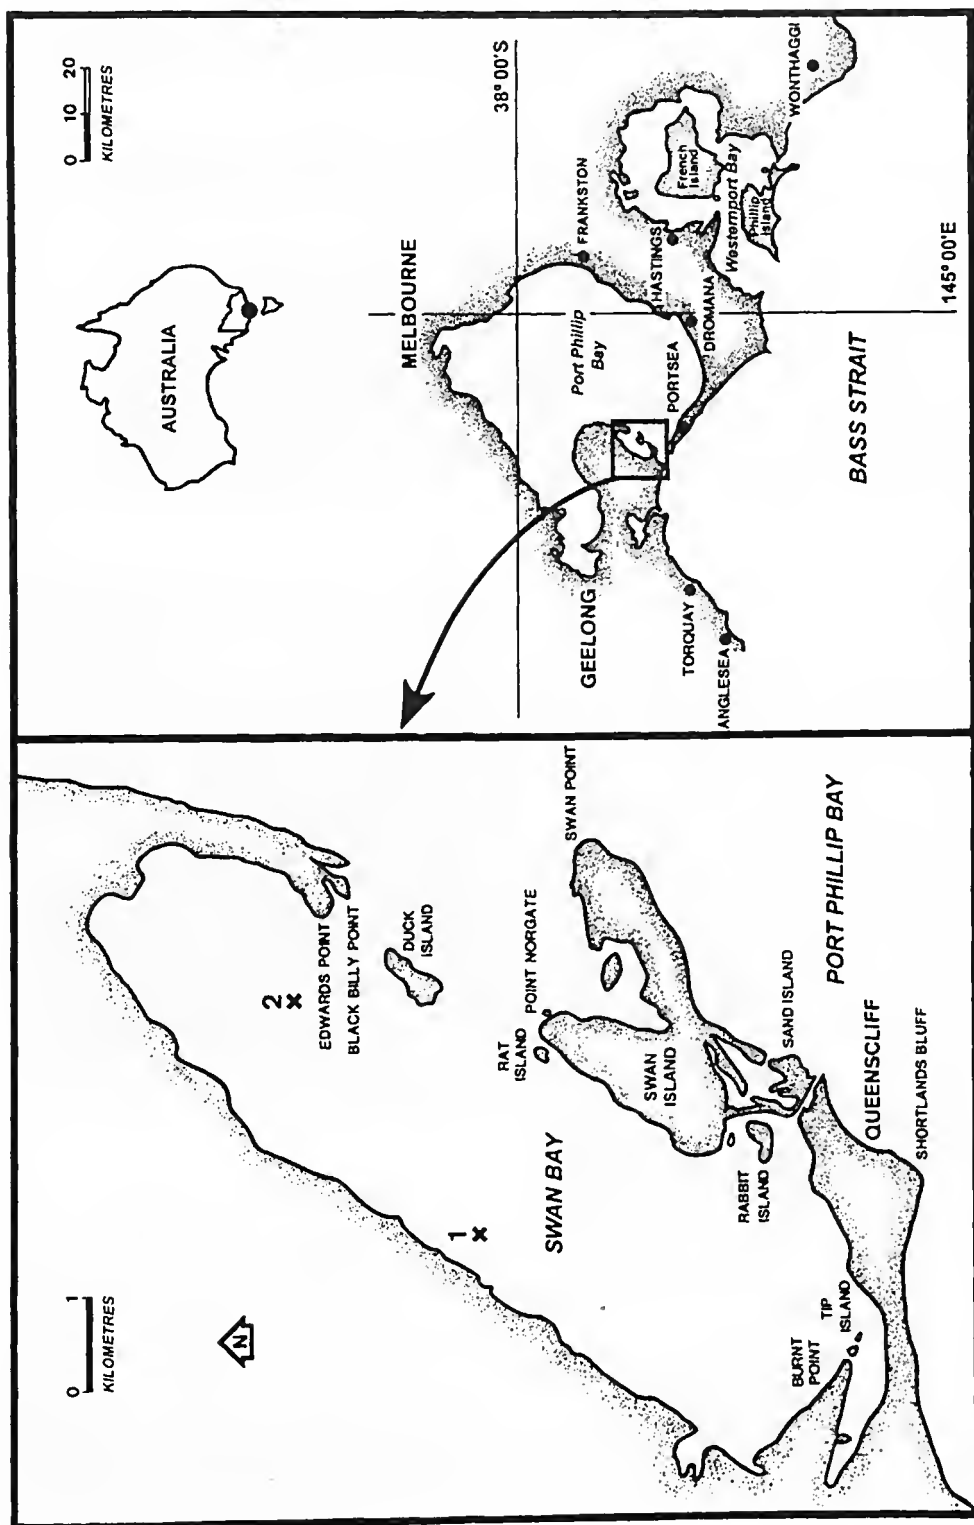 0 1
KILOMETRES
N
1
2
EDWARDS POINT
BLACK BILLY POINT
DUCK
ISLAND
SWAN BAY
RAT
ISLAND
POINT NORGATE
SWAN POINT
SWAN
ISLAND
RABBIT
ISLAND
SAND ISLAND
PORT PHILLIP BAY
BURNT
POINT
TIP
ISLAND
QUEENSCLIFF
SHORTLANDS BLUFF
AUSTRALIA
0 10 20
KILOMETRES
MELBOURNE
38° 00'S
GEELONG
Port Phillip
Bay
FRANKSTON
TORQUAY
ANGLESEA
PORTSEA
HASTINGS
DROMANA
French
Island
Westernport Bay
Phillip
Island
WONTHAGGI
BASS STRAIT
145° 00'E